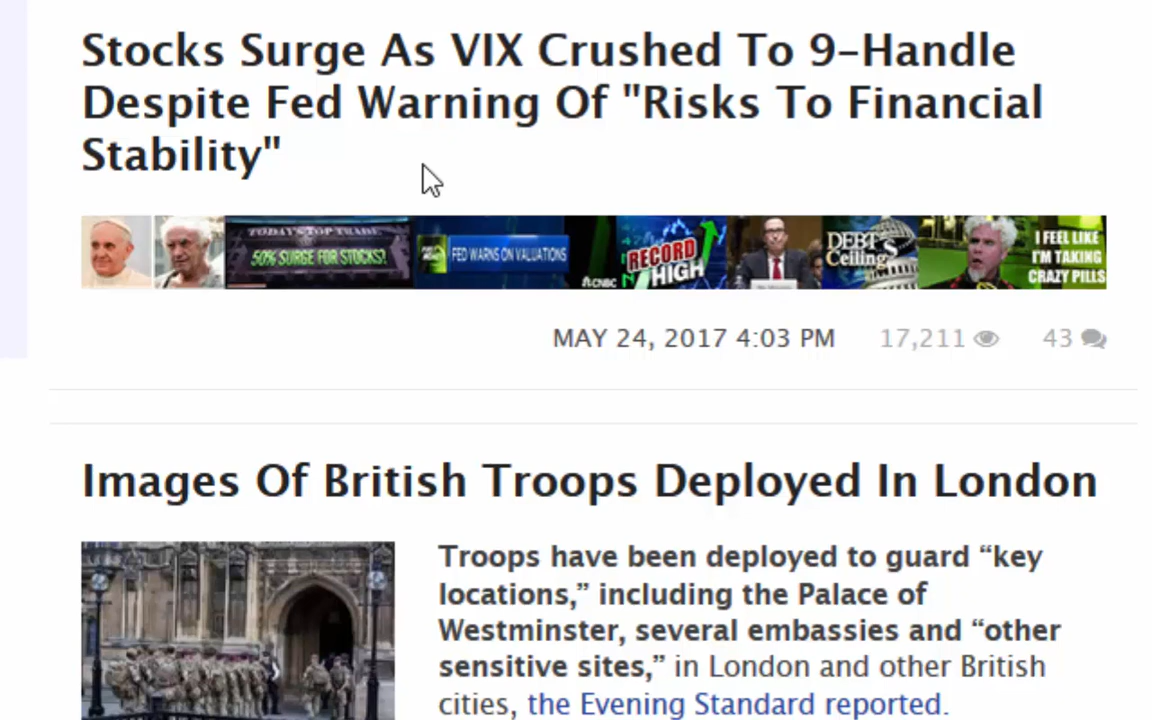 Stocks Surge As VIX Crushed To 9-Handle
Despite Fed Warning Of "Risks To Financial
Stability"
TODAY'S TOP TRADE
50% SURGE FOR STOCKS?
FED WARNS ON VALUATIONS
CNBC
RECORD
HIGH
DEBT
Ceiling
I FEEL LIKE
I'M TAKING
CRAZY PILLS
MAY 24, 2017 4:03 PM 17,211 43
Images Of British Troops Deployed In London
Troops have been deployed to guard “key
locations,” including the Palace of
Westminster, several embassies and “other
sensitive sites,” in London and other British
cities, the Evening Standard reported.